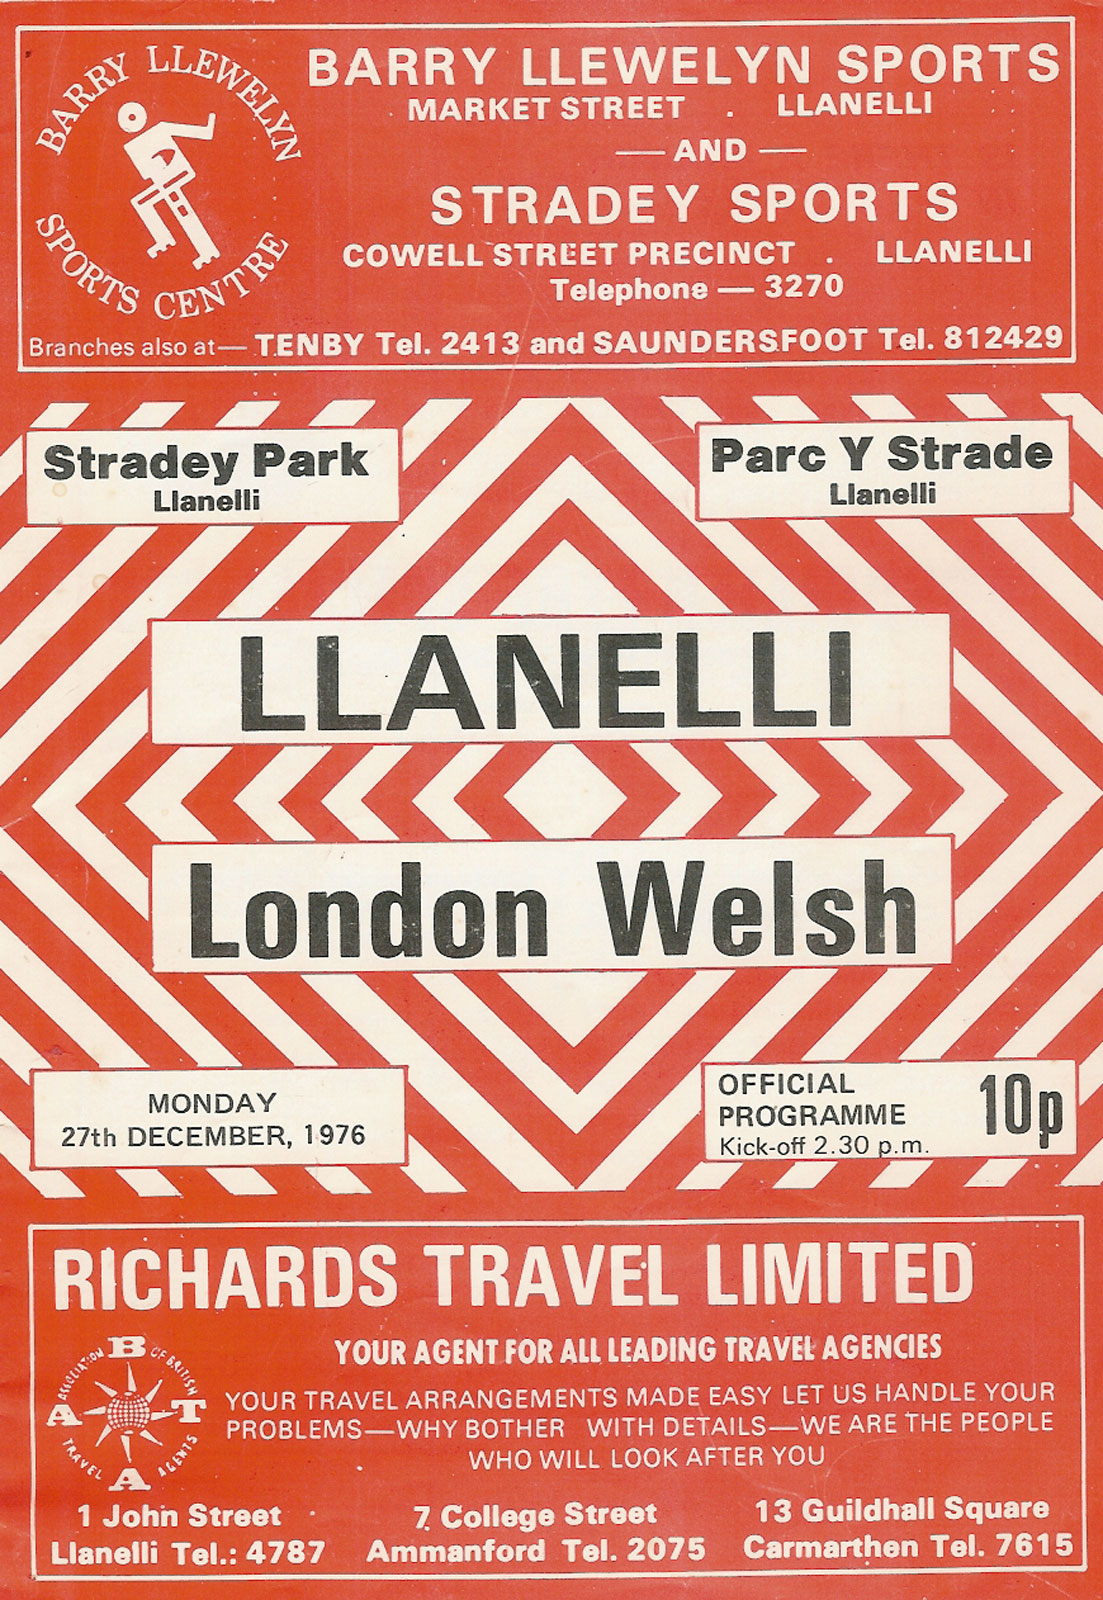 BARRY LLEWELYN
SPORTS CENTRE
BARRY LLEWELYN SPORTS
MARKET STREET . LLANELLI
— AND —
STRADEY SPORTS
COWELL STREET PRECINCT . LLANELLI
Telephone — 3270
Branches also at — TENBY Tel. 2413 and SAUNDERSFOOT Tel. 812429
Stradey Park
Llanelli
Parc Y Strade
Llanelli
LLANELLI
London Welsh
MONDAY
27th DECEMBER, 1976
OFFICIAL
PROGRAMME
Kick-off 2.30 p.m.
10p
RICHARDS TRAVEL LIMITED
YOUR AGENT FOR ALL LEADING TRAVEL AGENCIES
ASSOCIATION OF BRITISH TRAVEL AGENTS
A B T A
YOUR TRAVEL ARRANGEMENTS MADE EASY LET US HANDLE YOUR
PROBLEMS—WHY BOTHER WITH DETAILS—WE ARE THE PEOPLE
WHO WILL LOOK AFTER YOU
1 John Street
Llanelli Tel.: 4787
7 College Street
Ammanford Tel. 2075
13 Guildhall Square
Carmarthen Tel. 7615